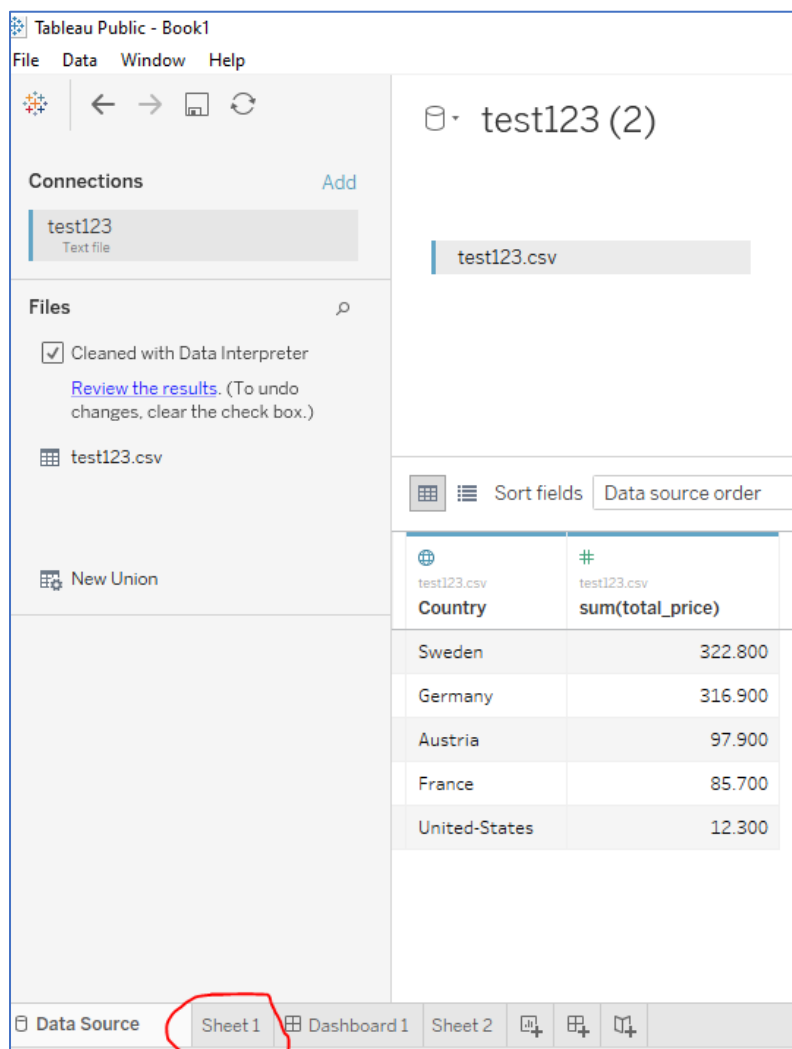 Tableau Public - Book1
File Data Window Help
test123 (2)
Connections Add
test123
Text file
test123.csv
Files
Cleaned with Data Interpreter
Review the results. (To undo
changes, clear the check box.)
test123.csv
New Union
Sort fields Data source order
test123.csv test123.csv
Country sum(total_price)
Sweden 322.800
Germany 316.900
Austria 97.900
France 85.700
United-States 12.300
Data Source Sheet 1 Dashboard 1 Sheet 2